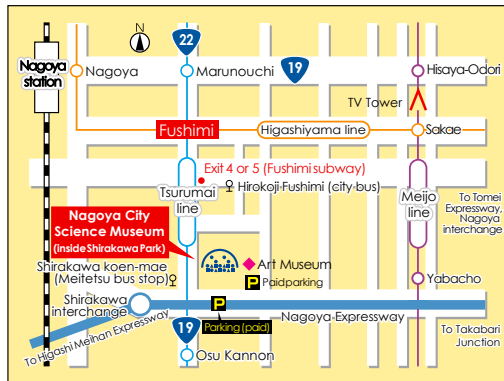 N
22
Nagoya
station
Nagoya
Marunouchi
19
Hisaya-Odori
TV Tower
Fushimi
Higashiyama line
Sakae
Exit 4 or 5 (Fushimi subway)
Hirokoji Fushimi (city bus)
Tsurumai
line
Meijo
line
To Tomei
Expressway,
Nagoya
interchange
Nagoya City
Science Museum
(inside Shirakawa Park)
Shirakawa koen-mae
(Meitetsu bus stop)
Art Museum
P Paid parking
Yabacho
Shirakawa
interchange
P
Nagoya Expressway
Parking (paid)
19
To Higashi Meihan Expressway
To Takabari
Junction
Osu Kannon